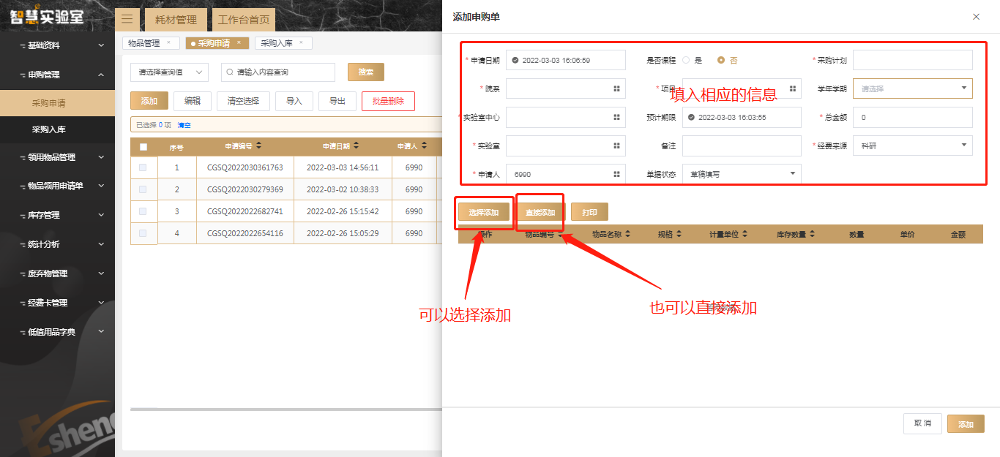 智慧实验室
耗材管理
工作台首页
基础资料
申购管理
采购申请
采购入库
领用物品管理
物品领用申请单
库存管理
统计分析
废弃物管理
经费卡管理
低值用品字典
Esheng
物品管理 × 采购申请 × 采购入库 ×
请选择查询值 请输入内容查询 搜索
添加 编辑 清空选择 导入 导出 批量删除
已选择 0 项 清空
序号 申请编号 申请日期 申请人
1 CGSQ2022030361763 2022-03-03 14:56:11 6990
2 CGSQ2022030279369 2022-03-02 10:38:33 6990
3 CGSQ2022022682741 2022-02-26 15:15:42 6990
4 CGSQ2022022654116 2022-02-26 15:05:29 6990
添加申购单
* 申请日期 2022-03-03 16:06:59 是否课程 是 否 * 采购计划
* 院系 * 项目 学年学期 请选择
填入相应的信息
* 实验室中心 预计期限 2022-03-03 16:03:55 * 总金额 0
* 实验室 备注 * 经费来源 科研
* 申请人 6990 单据状态 草稿填写
选择添加 直接添加 打印
操作 物品编号 物品名称 规格 计量单位 库存数量 数量 单价 金额
可以选择添加
也可以直接添加
取消 添加